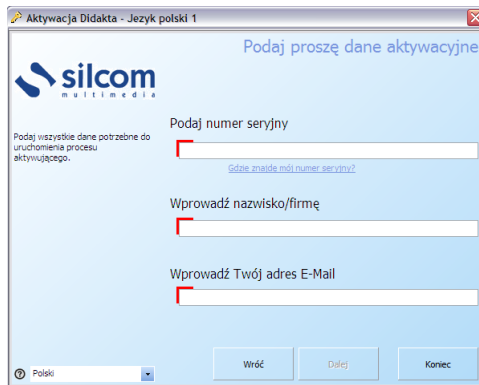 Aktywacja Didakta - Jezyk polski 1
Podaj proszę dane aktywacyjne
silcom
multimedia
Podaj wszystkie dane potrzebne do
uruchomienia procesu
aktywującego.
Podaj numer seryjny
Gdzie znajde mój numer seryjny?
Wprowadź nazwisko/firmę
Wprowadź Twój adres E-Mail
Polski
Wróć
Dalej
Koniec